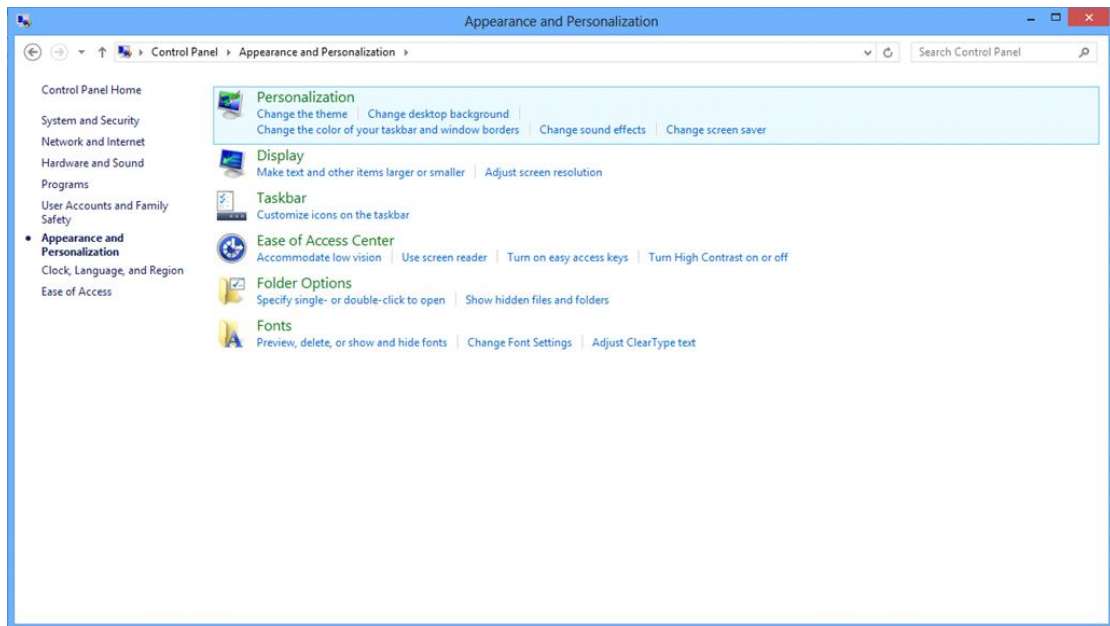 Appearance and Personalization
Control Panel Appearance and Personalization
Search Control Panel
Control Panel Home
System and Security
Network and Internet
Hardware and Sound
Programs
User Accounts and Family
Safety
Appearance and
Personalization
Clock, Language, and Region
Ease of Access
Personalization
Change the theme Change desktop background
Change the color of your taskbar and window borders Change sound effects Change screen saver
Display
Make text and other items larger or smaller Adjust screen resolution
Taskbar
Customize icons on the taskbar
Ease of Access Center
Accommodate low vision Use screen reader Turn on easy access keys Turn High Contrast on or off
Folder Options
Specify single- or double-click to open Show hidden files and folders
Fonts
Preview, delete, or show and hide fonts Change Font Settings Adjust ClearType text